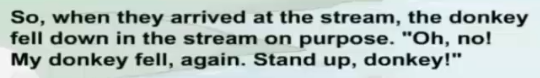 So, when they arrived at the stream, the donkey
fell down in the stream on purpose. "Oh, no!
My donkey fell, again. Stand up, donkey!"